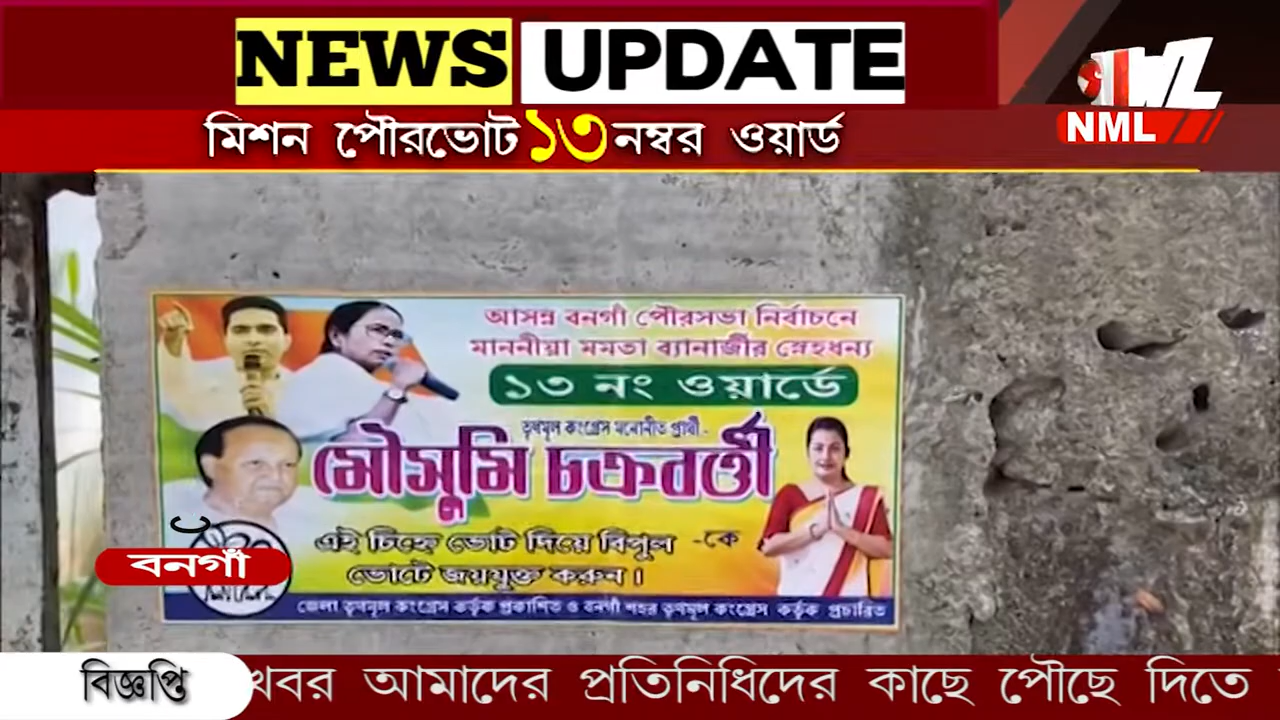 NEWS UPDATE
NML
মিশন পৌরভোট ১৩ নম্বর ওয়ার্ড
আসন্ন বনগাঁ পৌরসভা নির্বাচনে
মাননীয়া মমতা ব্যানার্জীর স্নেহধন্য
১৩ নং ওয়ার্ডে
তৃণমূল কংগ্রেস মনোনীত প্রার্থী -
মৌসুমি চক্রবর্ত্তী -কে
এই চিহ্নে ভোট দিয়ে বিপুল
ভোটে জয়যুক্ত করুন।
জেলা তৃণমূল কংগ্রেস কর্তৃক প্রকাশিত ও বনগাঁ শহর তৃণমূল কংগ্রেস কর্তৃক প্রচারিত
বনগাঁ
বিজ্ঞপ্তি খবর আমাদের প্রতিনিধিদের কাছে পৌছে দিতে